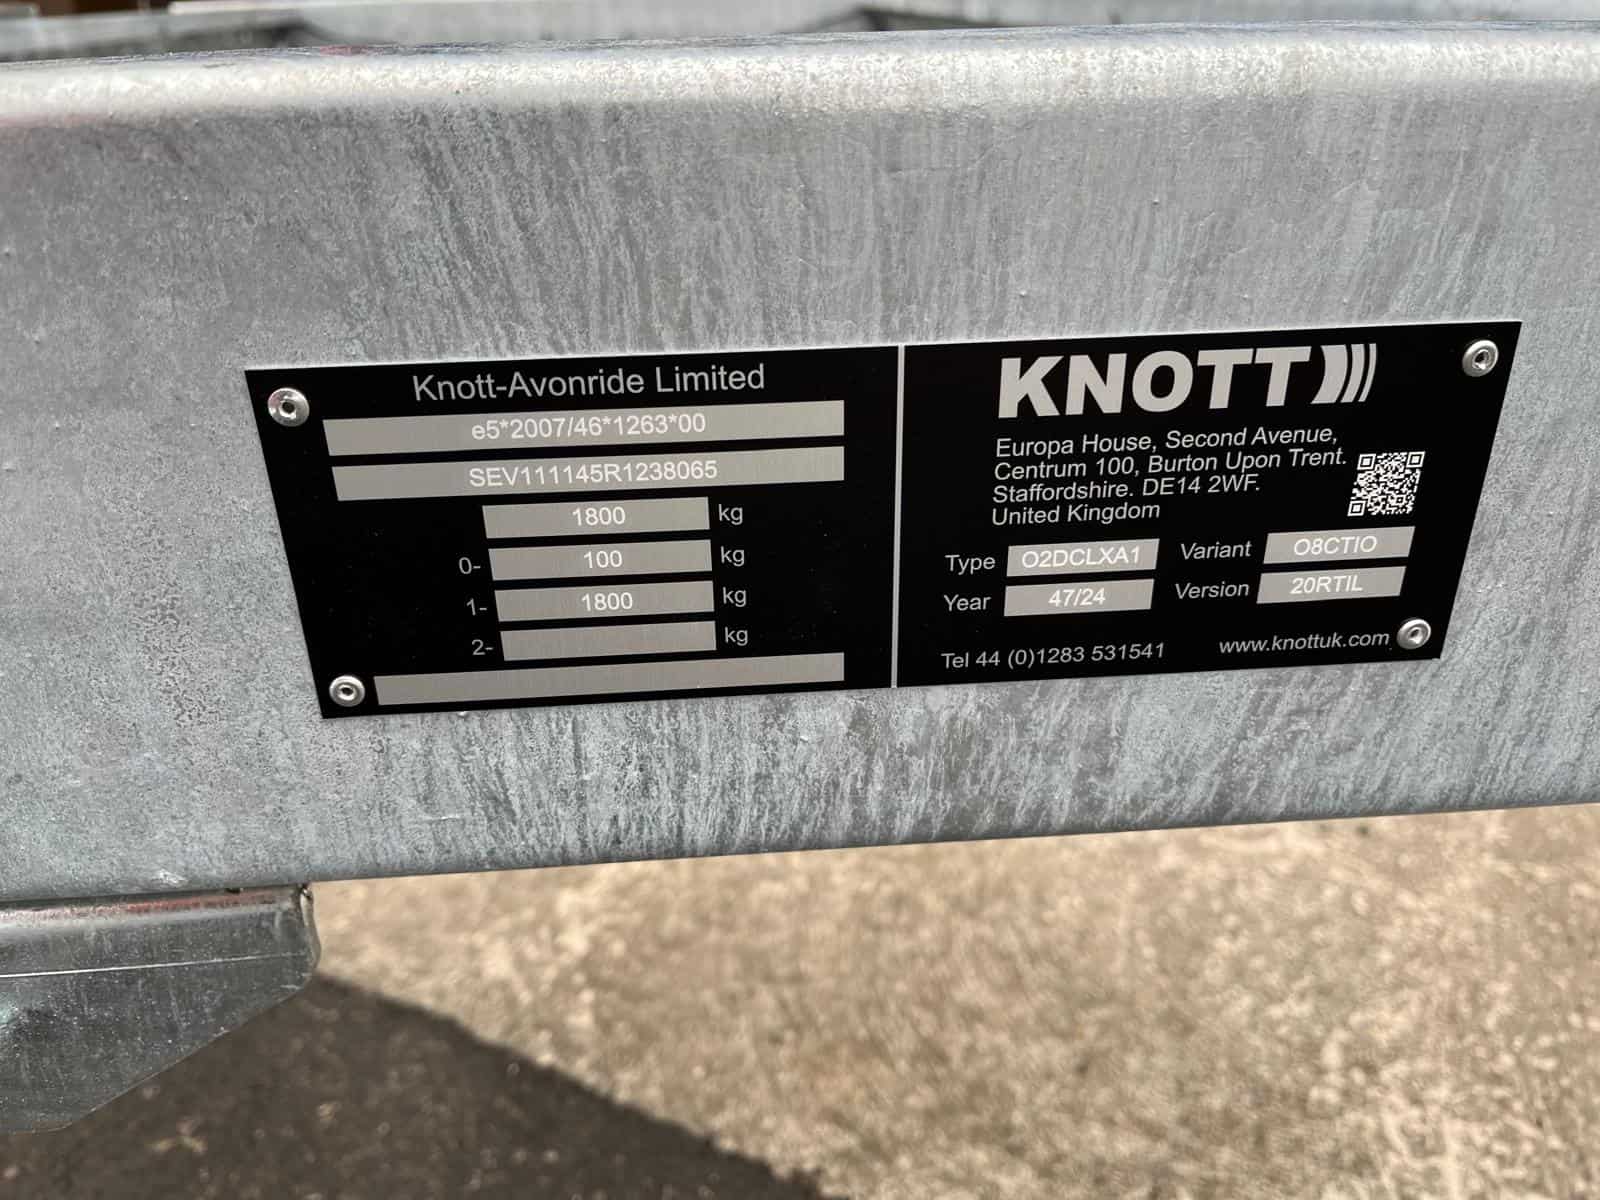 Knott-Avonride Limited
e5*2007/46*1263*00
SEV111145R1238065
1800 kg
0- 100 kg
1- 1800 kg
2- kg
KNOTT
Europa House, Second Avenue,
Centrum 100, Burton Upon Trent.
Staffordshire. DE14 2WF.
United Kingdom
Type O2DCLXA1 Variant O8CTIO
Year 47/24 Version 20RTIL
Tel 44 (0)1283 531541 www.knottuk.com